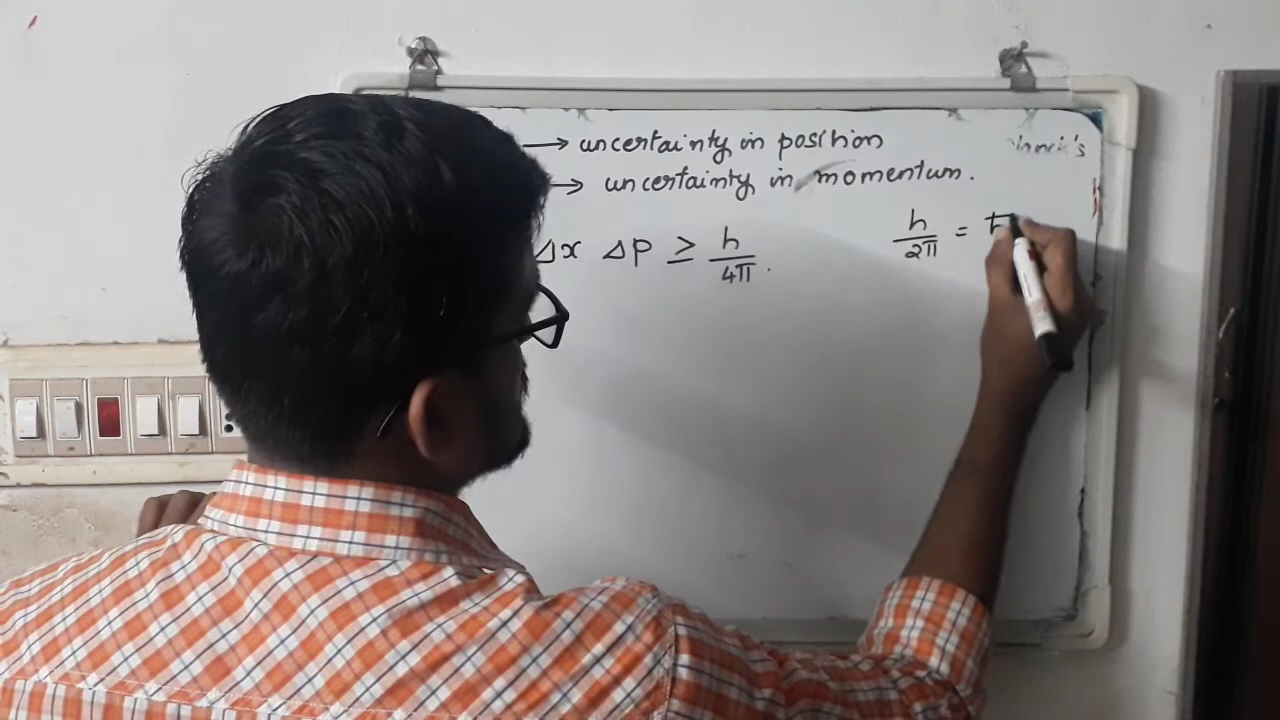 → uncertainty in position
→ uncertainty in momentum.
Δx Δp ≥ h/4π.
h/2π = ħ